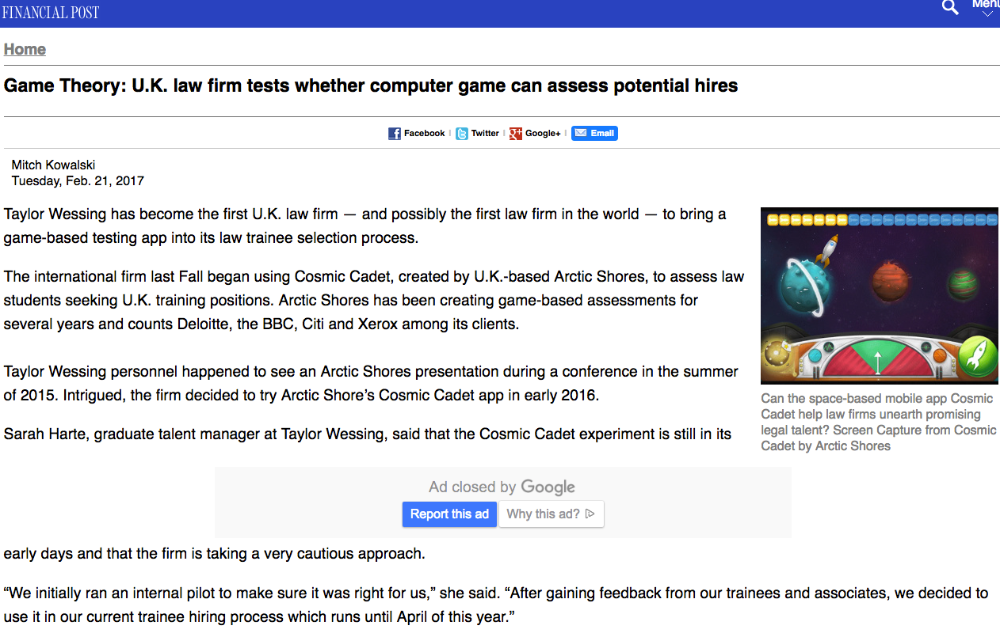 FINANCIAL POST
Menu
Home
Game Theory: U.K. law firm tests whether computer game can assess potential hires
Facebook | Twitter | Google+ | Email
Mitch Kowalski
Tuesday, Feb. 21, 2017
Taylor Wessing has become the first U.K. law firm — and possibly the first law firm in the world — to bring a
game-based testing app into its law trainee selection process.
The international firm last Fall began using Cosmic Cadet, created by U.K.-based Arctic Shores, to assess law
students seeking U.K. training positions. Arctic Shores has been creating game-based assessments for
several years and counts Deloitte, the BBC, Citi and Xerox among its clients.
Taylor Wessing personnel happened to see an Arctic Shores presentation during a conference in the summer
of 2015. Intrigued, the firm decided to try Arctic Shore’s Cosmic Cadet app in early 2016.
Can the space-based mobile app Cosmic
Cadet help law firms unearth promising
legal talent? Screen Capture from Cosmic
Cadet by Arctic Shores
Sarah Harte, graduate talent manager at Taylor Wessing, said that the Cosmic Cadet experiment is still in its
Ad closed by Google
Report this ad
Why this ad?
early days and that the firm is taking a very cautious approach.
“We initially ran an internal pilot to make sure it was right for us,” she said. “After gaining feedback from our trainees and associates, we decided to
use it in our current trainee hiring process which runs until April of this year.”